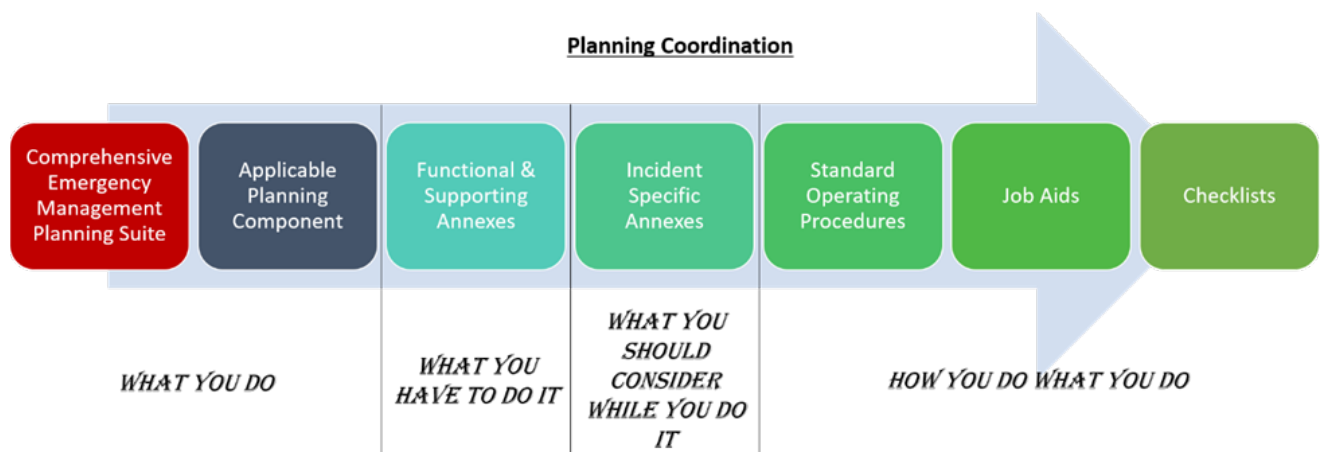 Planning Coordination
Comprehensive
Emergency
Management
Planning Suite
Applicable
Planning
Component
Functional &
Supporting
Annexes
Incident
Specific
Annexes
Standard
Operating
Procedures
Job Aids
Checklists
WHAT YOU DO
WHAT YOU
HAVE TO DO IT
WHAT YOU
SHOULD
CONSIDER
WHILE YOU DO
IT
HOW YOU DO WHAT YOU DO